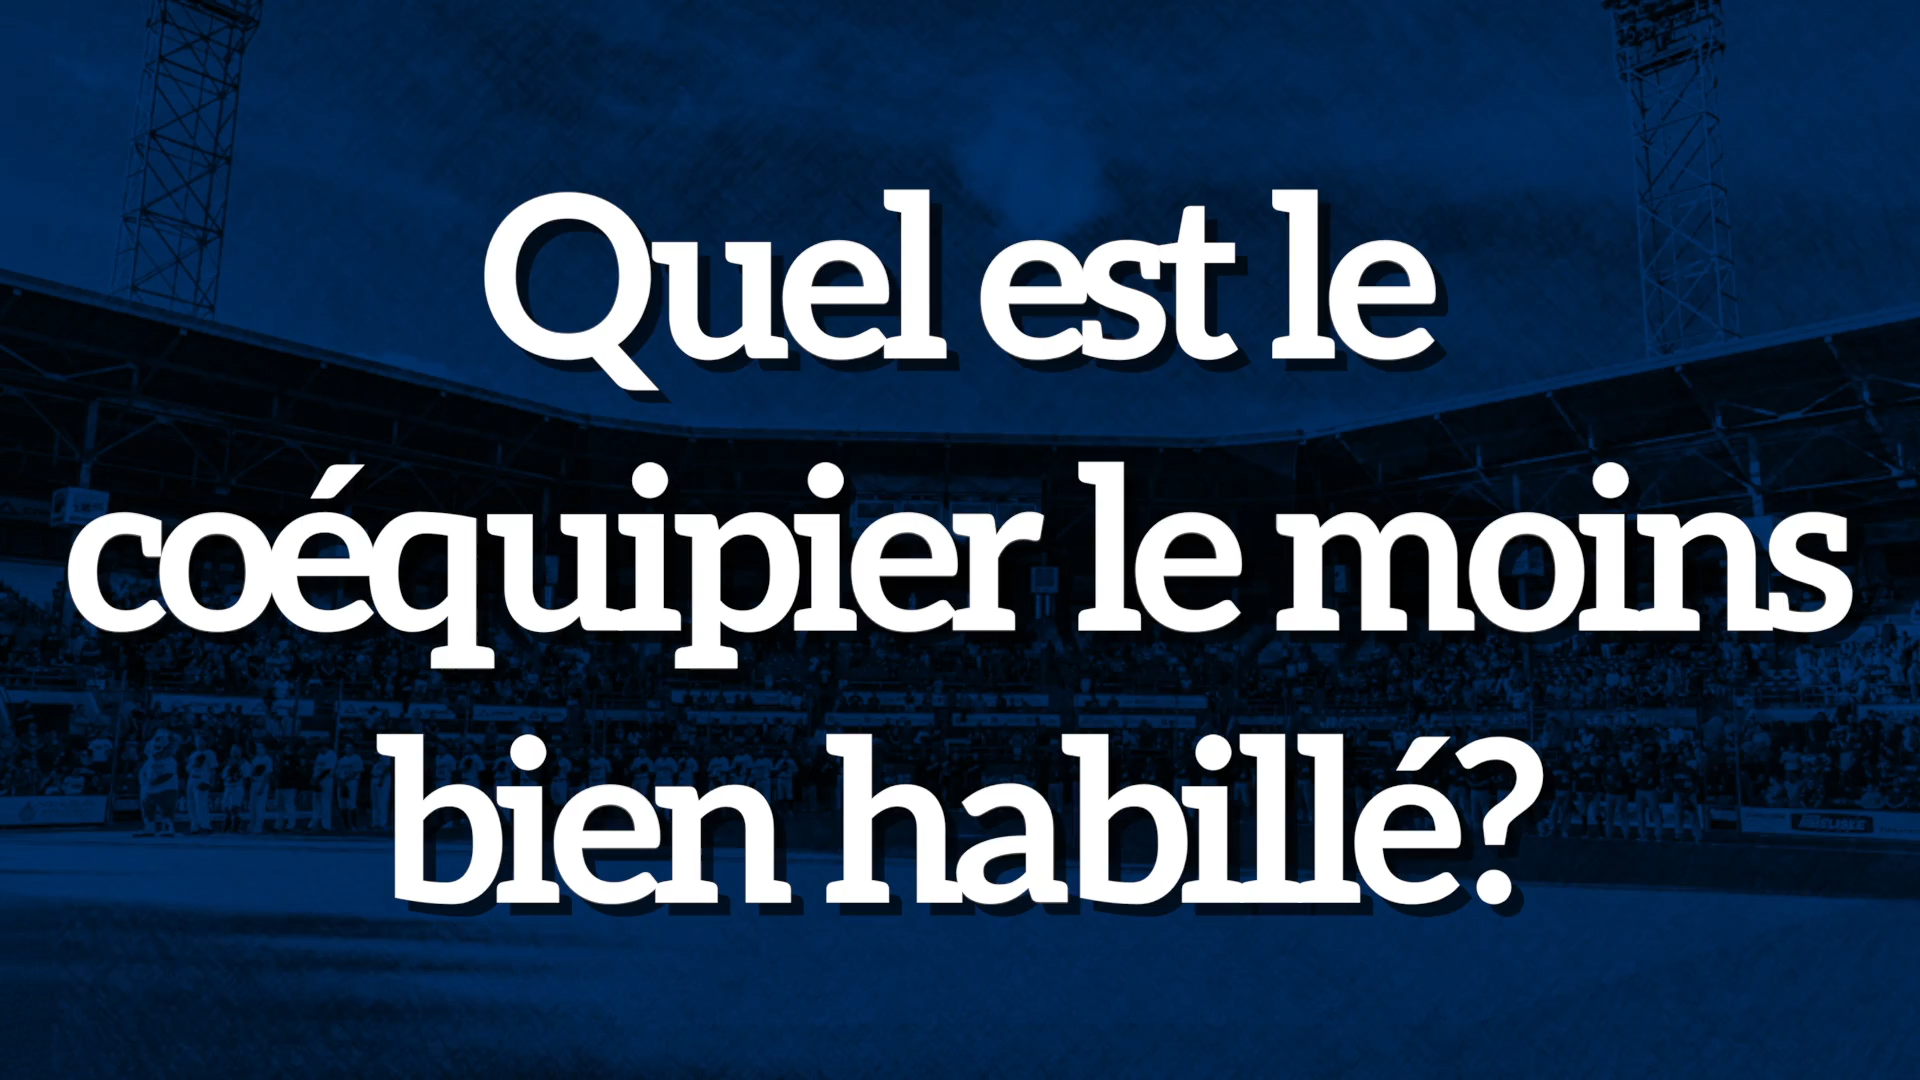 Quel est le
coéquipier le moins
bien habillé?